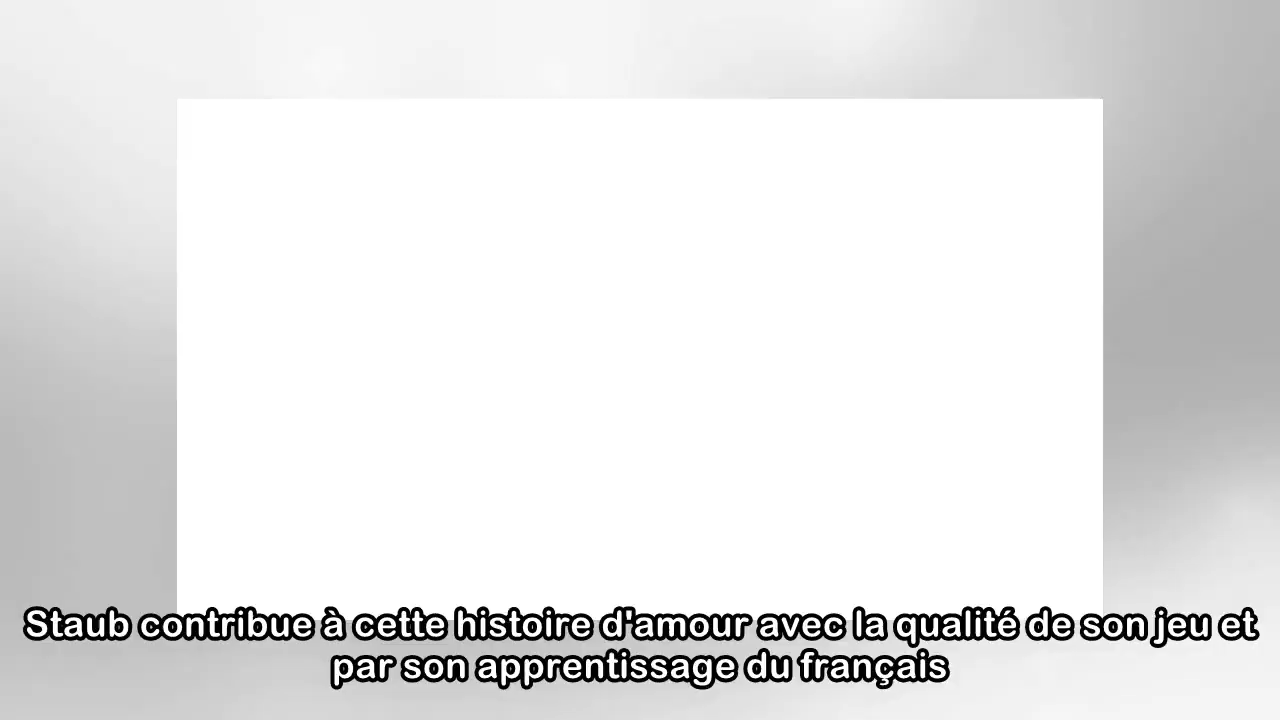 Staub contribue à cette histoire d'amour avec la qualité de son jeu et
par son apprentissage du français